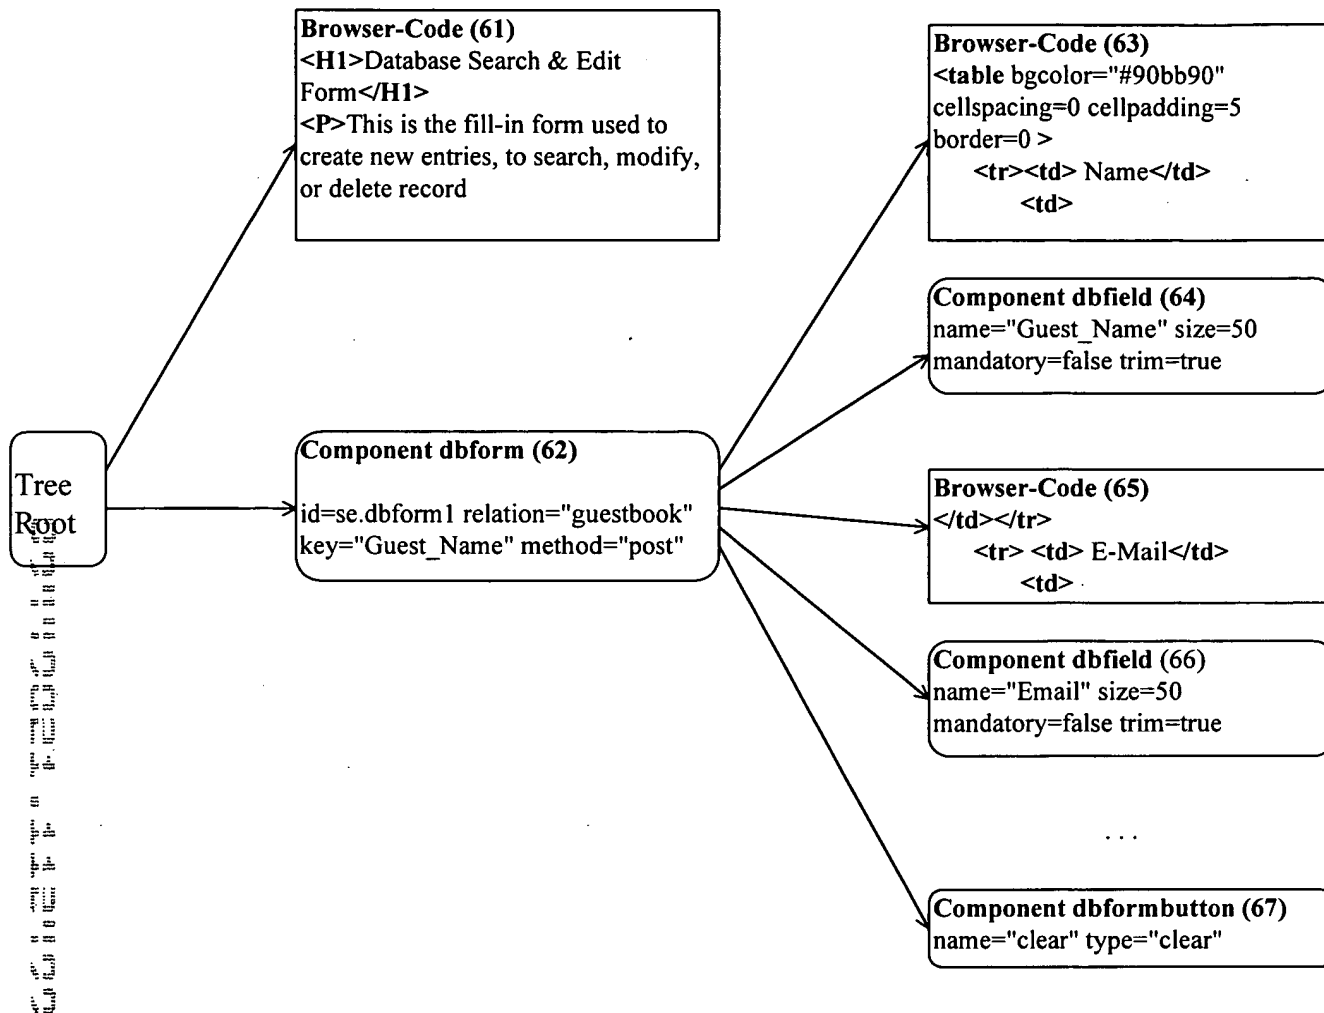 Browser-Code (61)
<H1>Database Search & Edit
Form</H1>
<P>This is the fill-in form used to
create new entries, to search, modify,
or delete record
Browser-Code (63)
<table bgcolor="#90bb90"
cellspacing=0 cellpadding=5
border=0 >
<tr><td> Name</td>
<td>
Component dbfield (64)
name="Guest_Name" size=50
mandatory=false trim=true
Tree
Root
Component dbform (62)
id=se.dbform1 relation="guestbook"
key="Guest_Name" method="post"
Browser-Code (65)
</td></tr>
<tr> <td> E-Mail</td>
<td>
Component dbfield (66)
name="Email" size=50
mandatory=false trim=true
...
Component dbformbutton (67)
name="clear" type="clear"